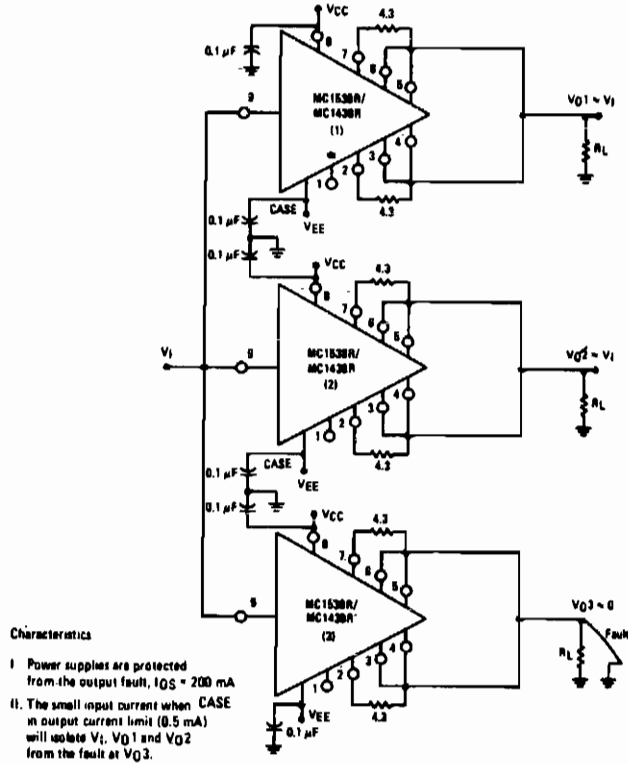 VCC
4.3
0.1 µF
8
7
6
5
9
MC1538R/
MC1438R
(1)
VO1 ≈ VI
4
3
2
1
RL
4.3
CASE
0.1 µF
VEE
0.1 µF
VCC
4.3
8
7
6
5
VI
9
MC1538R/
MC1438R
(2)
VO2 ≈ VI
4
3
2
1
RL
4.3
CASE
0.1 µF
VEE
0.1 µF
VCC
4.3
8
7
6
5
9
MC1538R/
MC1438R
(3)
VO3 ≈ 0
Fault
4
3
2
1
RL
4.3
VEE
CASE
0.1 µF
Characteristics
I Power supplies are protected
from the output fault, IOS = 200 mA
II. The small input current when
in output current limit (0.5 mA)
will isolate VI, VO1 and VO2
from the fault at VO3.